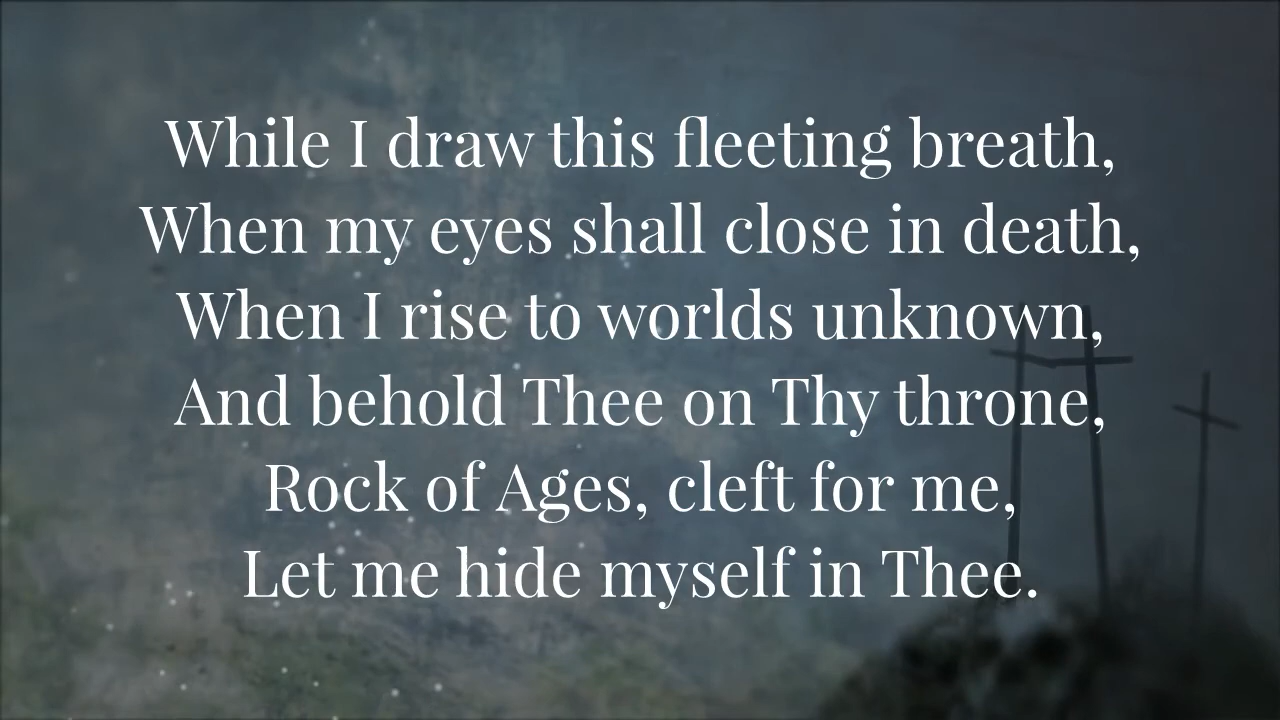 While I draw this fleeting breath,
When my eyes shall close in death,
When I rise to worlds unknown,
And behold Thee on Thy throne,
Rock of Ages, cleft for me,
Let me hide myself in Thee.